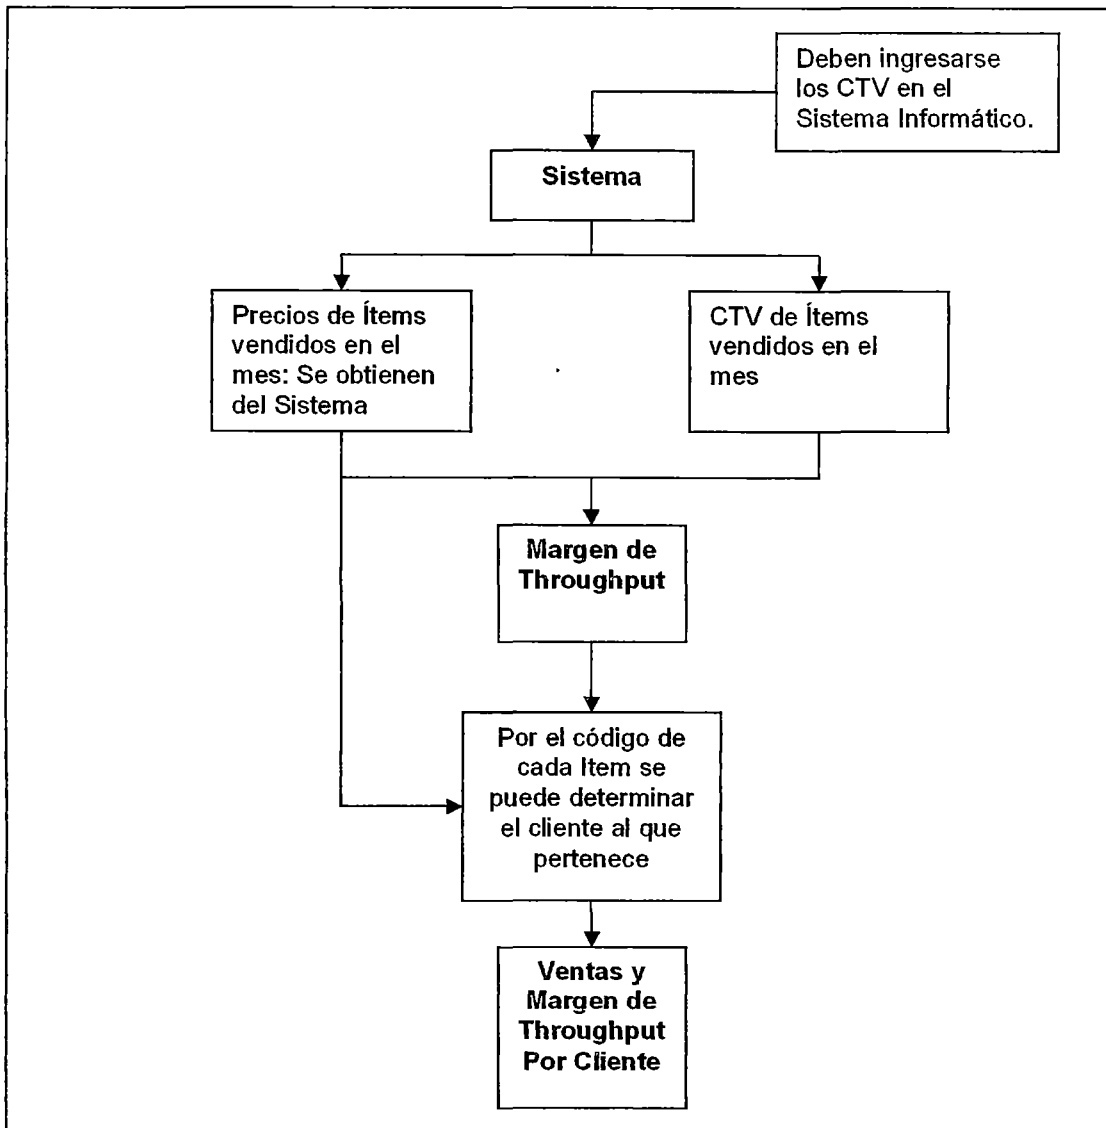 Deben ingresarse
los CTV en el
Sistema Informático.
Sistema
Precios de Ítems
vendidos en el
mes: Se obtienen
del Sistema
CTV de Ítems
vendidos en el
mes
Margen de
Throughput
Por el código de
cada Item se
puede determinar
el cliente al que
pertenece
Ventas y
Margen de
Throughput
Por Cliente